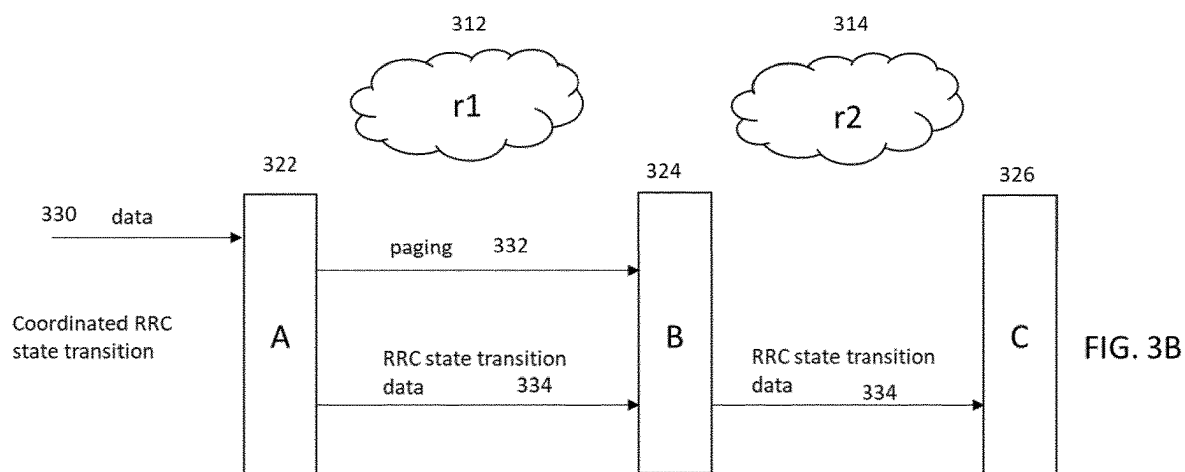 312
314
r1
r2
322
324
326
330 data
paging 332
Coordinated RRC
state transition
A
B
C
RRC state transition
data 334
RRC state transition
data 334
FIG. 3B